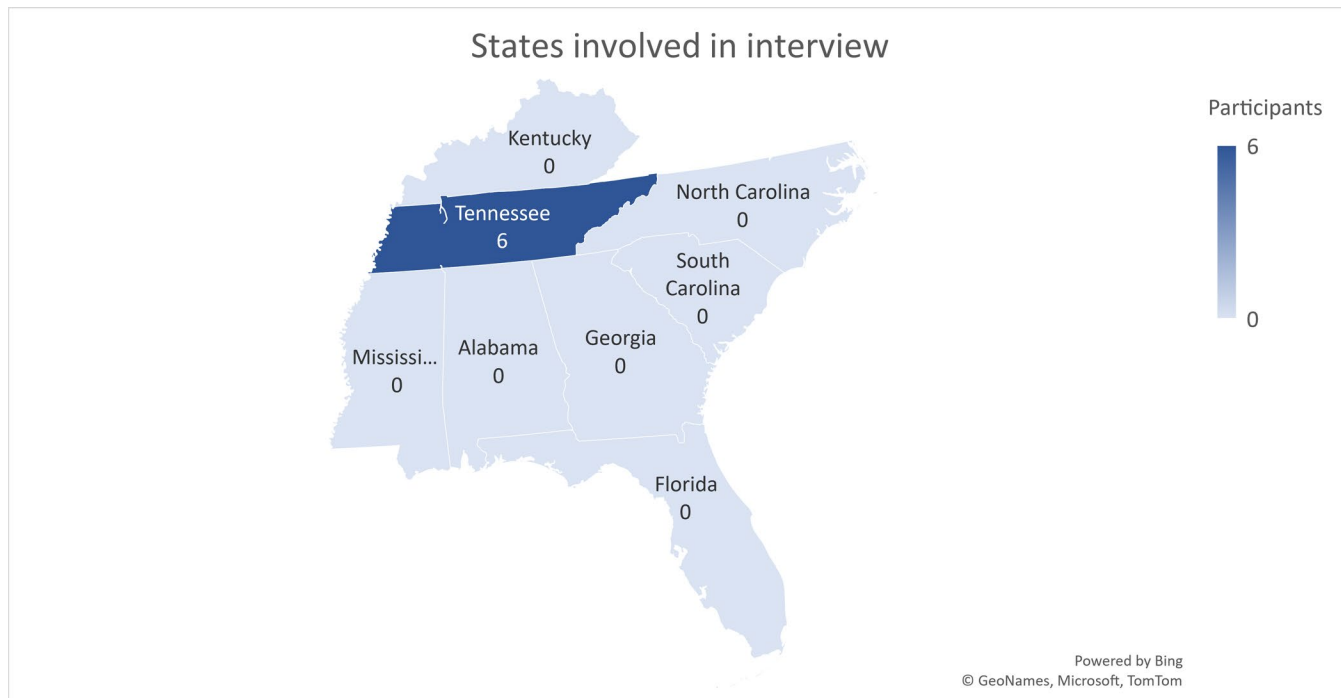 States involved in interview
Participants
6
0
Kentucky
0
Tennessee
6
North Carolina
0
South
Carolina
0
Mississi...
0
Alabama
0
Georgia
0
Florida
0
Powered by Bing
© GeoNames, Microsoft, TomTom